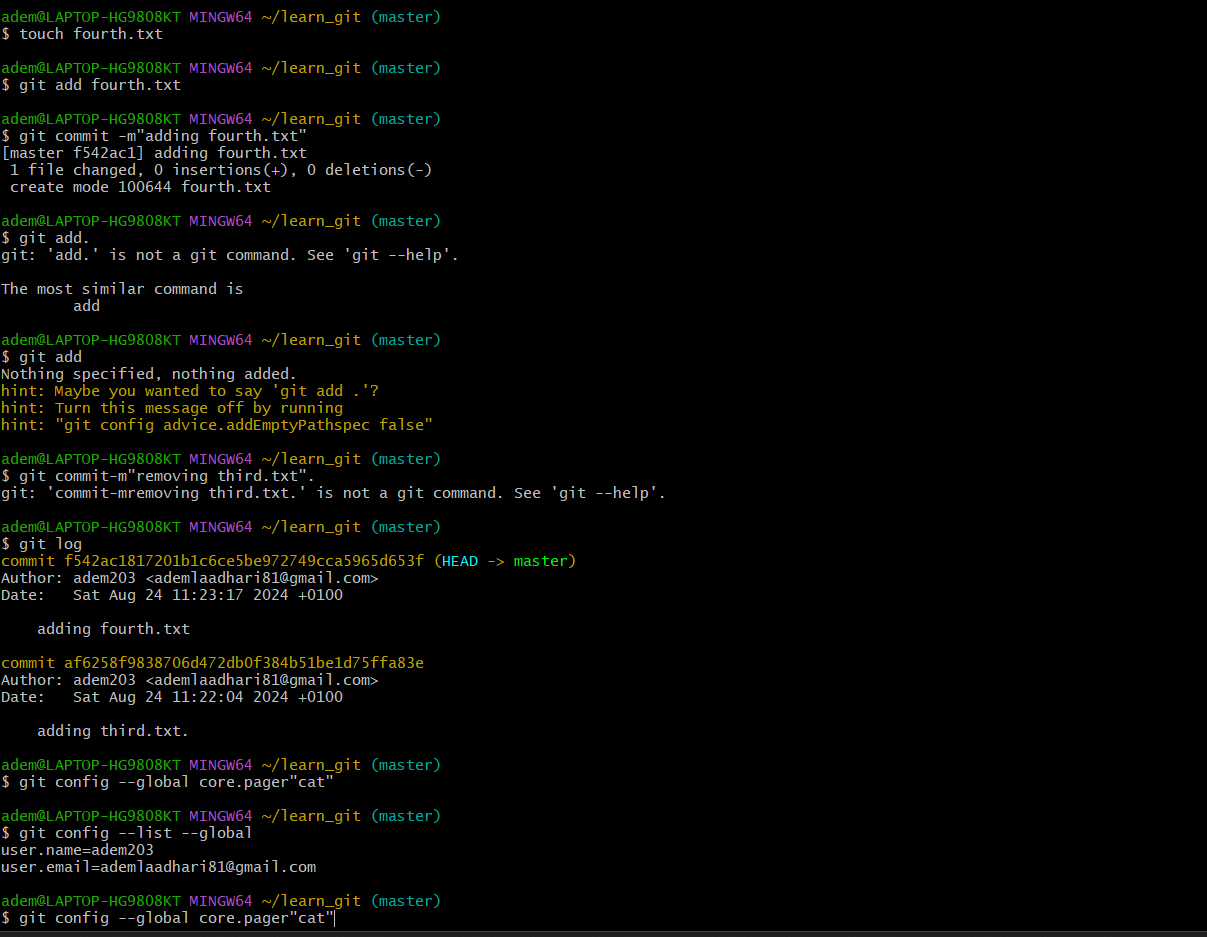 adem@LAPTOP-HG9808KT MINGW64 ~/learn_git (master)
$ touch fourth.txt
adem@LAPTOP-HG9808KT MINGW64 ~/learn_git (master)
$ git add fourth.txt
adem@LAPTOP-HG9808KT MINGW64 ~/learn_git (master)
$ git commit -m"adding fourth.txt"
[master f542ac1] adding fourth.txt
 1 file changed, 0 insertions(+), 0 deletions(-)
 create mode 100644 fourth.txt
adem@LAPTOP-HG9808KT MINGW64 ~/learn_git (master)
$ git add.
git: 'add.' is not a git command. See 'git --help'.
The most similar command is
        add
adem@LAPTOP-HG9808KT MINGW64 ~/learn_git (master)
$ git add
Nothing specified, nothing added.
hint: Maybe you wanted to say 'git add .'?
hint: Turn this message off by running
hint: "git config advice.addEmptyPathspec false"
adem@LAPTOP-HG9808KT MINGW64 ~/learn_git (master)
$ git commit-m"removing third.txt".
git: 'commit-mremoving third.txt.' is not a git command. See 'git --help'.
adem@LAPTOP-HG9808KT MINGW64 ~/learn_git (master)
$ git log
commit f542ac1817201b1c6ce5be972749cca5965d653f (HEAD -> master)
Author: adem203 <ademlaadhari81@gmail.com>
Date:   Sat Aug 24 11:23:17 2024 +0100
    adding fourth.txt
commit af6258f9838706d472db0f384b51be1d75ffa83e
Author: adem203 <ademlaadhari81@gmail.com>
Date:   Sat Aug 24 11:22:04 2024 +0100
    adding third.txt.
adem@LAPTOP-HG9808KT MINGW64 ~/learn_git (master)
$ git config --global core.pager"cat"
adem@LAPTOP-HG9808KT MINGW64 ~/learn_git (master)
$ git config --list --global
user.name=adem203
user.email=ademlaadhari81@gmail.com
adem@LAPTOP-HG9808KT MINGW64 ~/learn_git (master)
$ git config --global core.pager"cat"